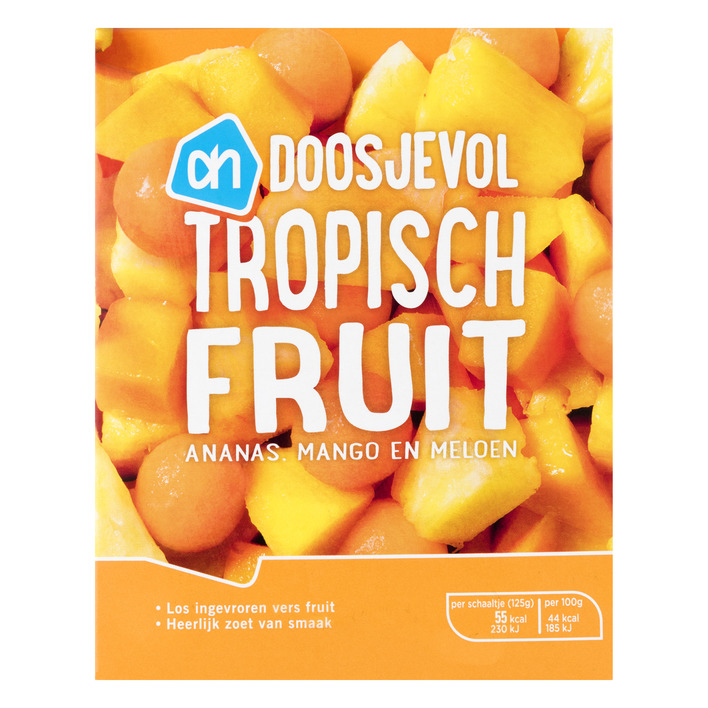 ah
DOOSJEVOL
TROPISCH
FRUIT
ANANAS. MANGO EN MELOEN
• Los ingevroren vers fruit
• Heerlijk zoet van smaak
per schaaltje (125g)
55 kcal
230 kJ
per 100g
44 kcal
185 kJ